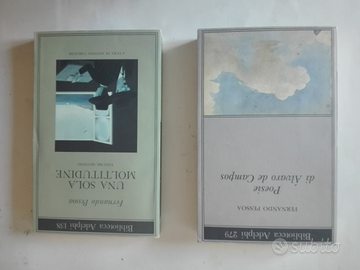 Biblioteca Adelphi 138
Fernando Pessoa
UNA SOLA
MOLTITUDINE
VOLUME SECONDO
A CURA DI ANTONIO TABUCCHI
Biblioteca Adelphi 279
FERNANDO PESSOA
Poesie
di Álvaro de Campos
subito